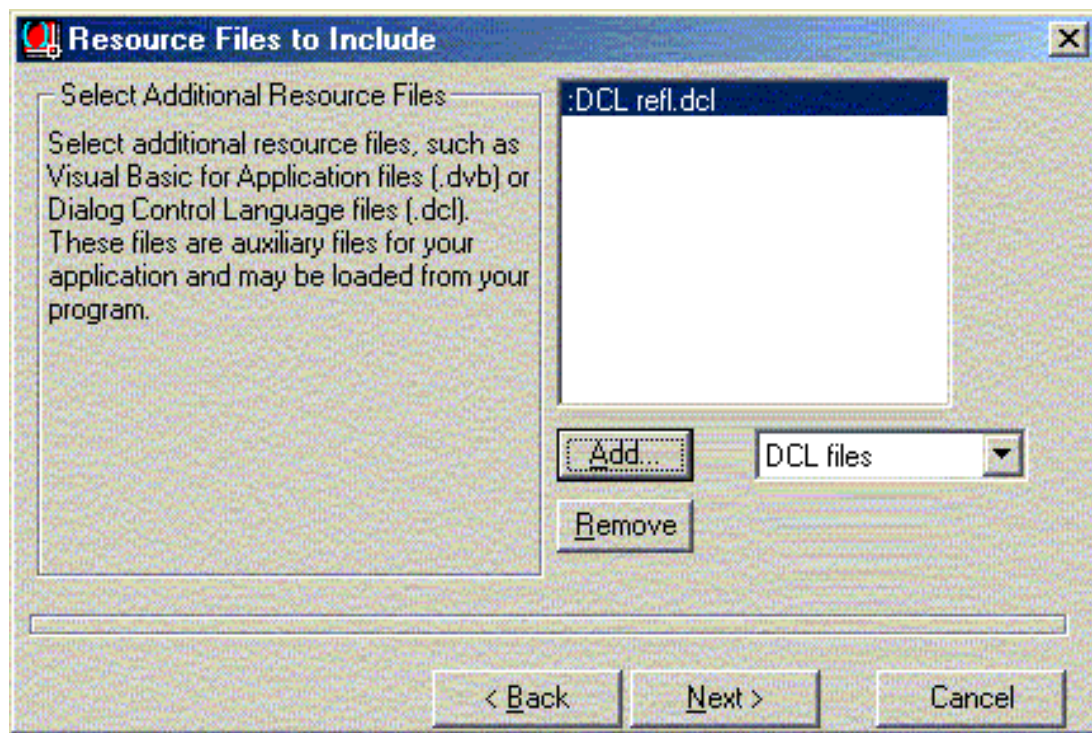 Resource Files to Include
Select Additional Resource Files
Select additional resource files, such as
Visual Basic for Application files (.dvb) or
Dialog Control Language files (.dcl).
These files are auxiliary files for your
application and may be loaded from your
program.
:DCL refl.dcl
Add...
DCL files
Remove
< Back
Next >
Cancel